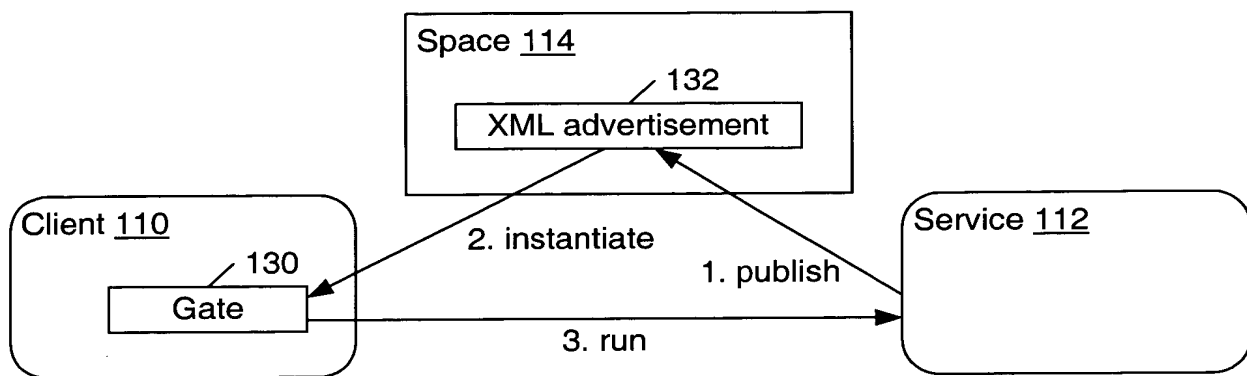 Space 114
132
XML advertisement
Client 110
2. instantiate
Service 112
130
1. publish
Gate
3. run